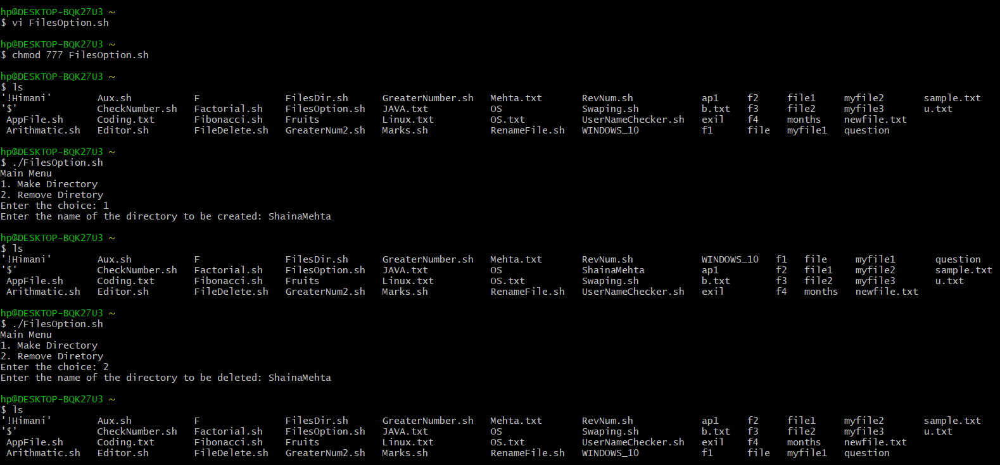 hp@DESKTOP-BQK27U3 ~
$ vi FilesOption.sh
hp@DESKTOP-BQK27U3 ~
$ chmod 777 FilesOption.sh
hp@DESKTOP-BQK27U3 ~
$ ls
'!Himani' Aux.sh F FilesDir.sh GreaterNumber.sh Mehta.txt RevNum.sh ap1 f2 file1 myfile2 sample.txt
'$' CheckNumber.sh Factorial.sh FilesOption.sh JAVA.txt OS Swaping.sh b.txt f3 file2 myfile3 u.txt
AppFile.sh Coding.txt Fibonacci.sh Fruits Linux.txt OS.txt UserNameChecker.sh exil f4 months newfile.txt
Arithmatic.sh Editor.sh FileDelete.sh GreaterNum2.sh Marks.sh RenameFile.sh WINDOWS_10 f1 file myfile1 question
hp@DESKTOP-BQK27U3 ~
$ ./FilesOption.sh
Main Menu
1. Make Directory
2. Remove Diretory
Enter the choice: 1
Enter the name of the directory to be created: ShainaMehta
hp@DESKTOP-BQK27U3 ~
$ ls
'!Himani' Aux.sh F FilesDir.sh GreaterNumber.sh Mehta.txt RevNum.sh WINDOWS_10 f1 file myfile1 question
'$' CheckNumber.sh Factorial.sh FilesOption.sh JAVA.txt OS ShainaMehta ap1 f2 file1 myfile2 sample.txt
AppFile.sh Coding.txt Fibonacci.sh Fruits Linux.txt OS.txt Swaping.sh b.txt f3 file2 myfile3 u.txt
Arithmatic.sh Editor.sh FileDelete.sh GreaterNum2.sh Marks.sh RenameFile.sh UserNameChecker.sh exil f4 months newfile.txt
hp@DESKTOP-BQK27U3 ~
$ ./FilesOption.sh
Main Menu
1. Make Directory
2. Remove Diretory
Enter the choice: 2
Enter the name of the directory to be deleted: ShainaMehta
hp@DESKTOP-BQK27U3 ~
$ ls
'!Himani' Aux.sh F FilesDir.sh GreaterNumber.sh Mehta.txt RevNum.sh ap1 f2 file1 myfile2 sample.txt
'$' CheckNumber.sh Factorial.sh FilesOption.sh JAVA.txt OS Swaping.sh b.txt f3 file2 myfile3 u.txt
AppFile.sh Coding.txt Fibonacci.sh Fruits Linux.txt OS.txt UserNameChecker.sh exil f4 months newfile.txt
Arithmatic.sh Editor.sh FileDelete.sh GreaterNum2.sh Marks.sh RenameFile.sh WINDOWS_10 f1 file myfile1 question